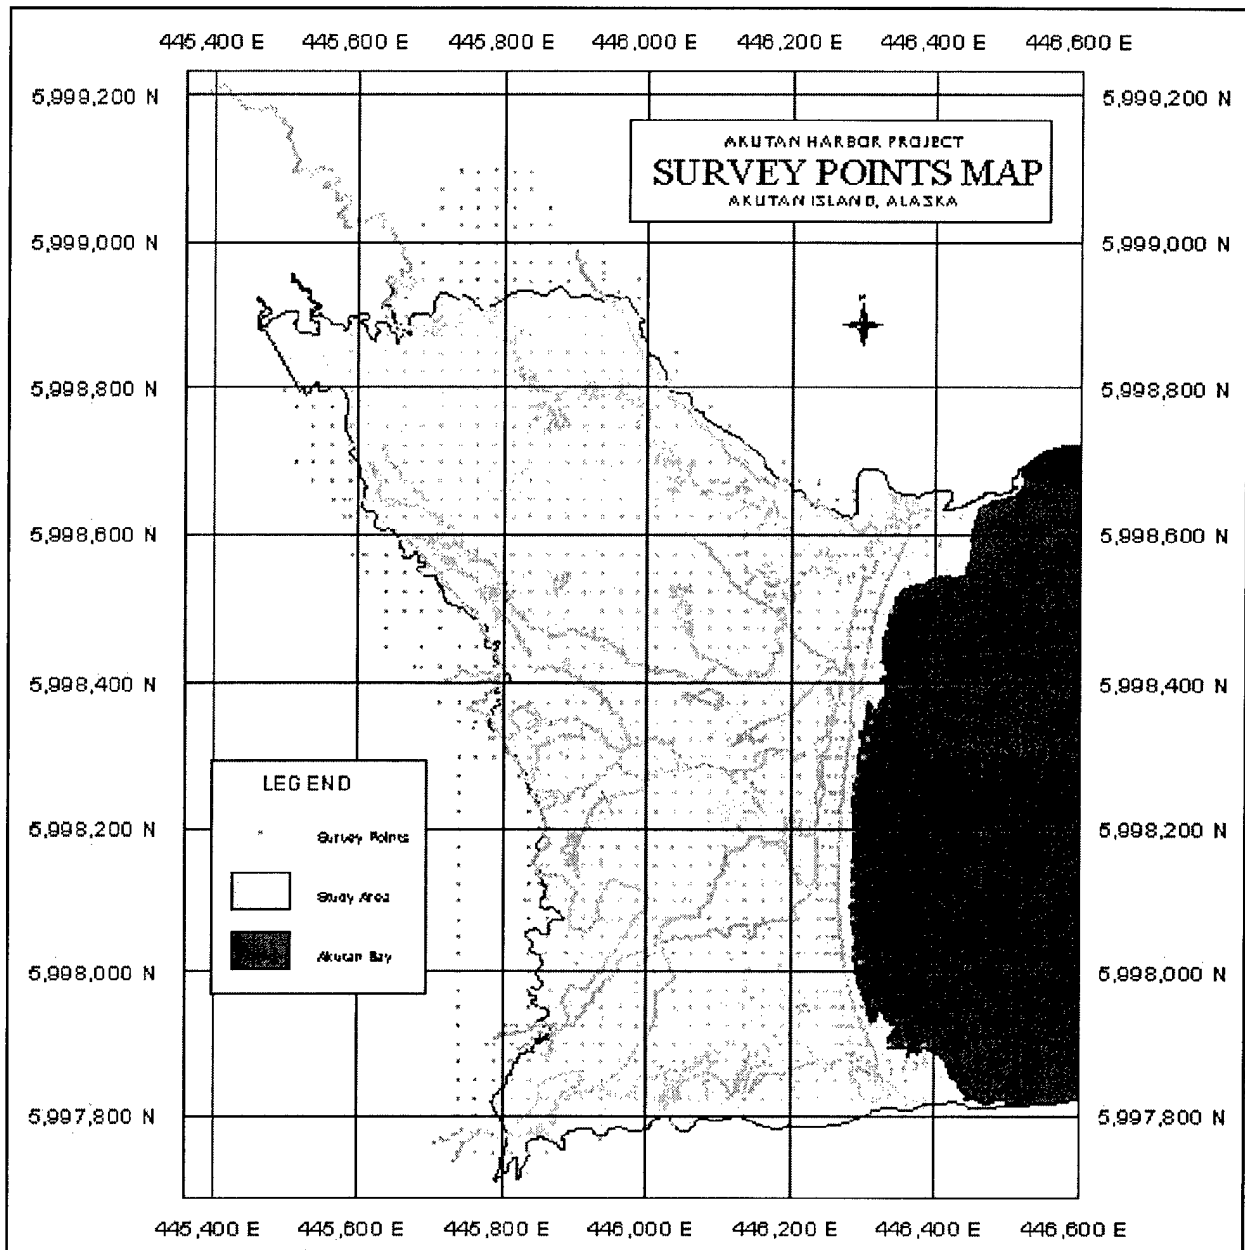 445,400 E 445,600 E 445,800 E 446,000 E 446,200 E 446,400 E 446,600 E
5,999,200 N 5,999,200 N
AKUTAN HARBOR PROJECT
SURVEY POINTS MAP
AKUTAN ISLAND, ALASKA
5,999,000 N 5,999,000 N
N
5,998,800 N 5,998,800 N
5,998,600 N 5,998,600 N
5,998,400 N 5,998,400 N
LEGEND
Survey Points
Study Area
Akutan Bay
5,998,200 N 5,998,200 N
5,998,000 N 5,998,000 N
5,997,800 N 5,997,800 N
445,400 E 445,600 E 445,800 E 446,000 E 446,200 E 446,400 E 446,600 E